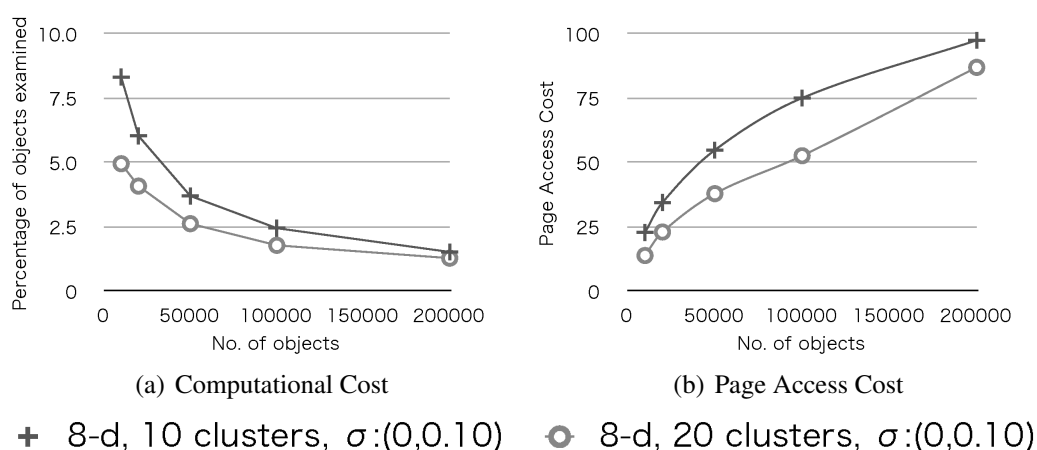 Percentage of objects examined
10.0
7.5
5.0
2.5
0
0 50000 100000 150000 200000
No. of objects
(a) Computational Cost
Page Access Cost
100
75
50
25
0
0 50000 100000 150000 200000
No. of objects
(b) Page Access Cost
8-d, 10 clusters, σ:(0,0.10)
8-d, 20 clusters, σ:(0,0.10)